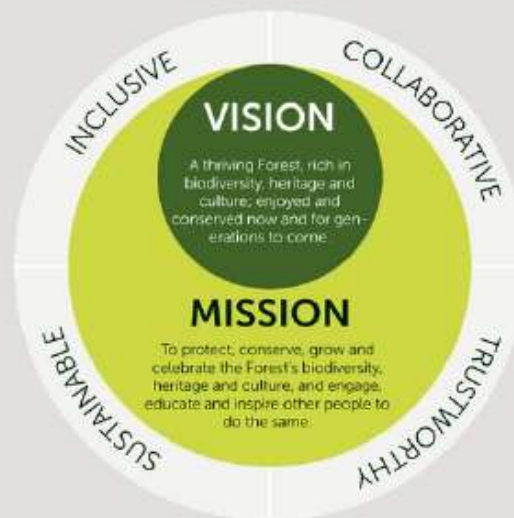 INCLUSIVE
COLLABORATIVE
VISION
A thriving Forest, rich in
biodiversity, heritage and
culture; enjoyed and
conserved now and for gen-
erations to come
MISSION
To protect, conserve, grow and
celebrate the Forest's biodiversity,
heritage and culture, and engage,
educate and inspire other people to
do the same.
SUSTAINABLE
TRUSTWORTHY